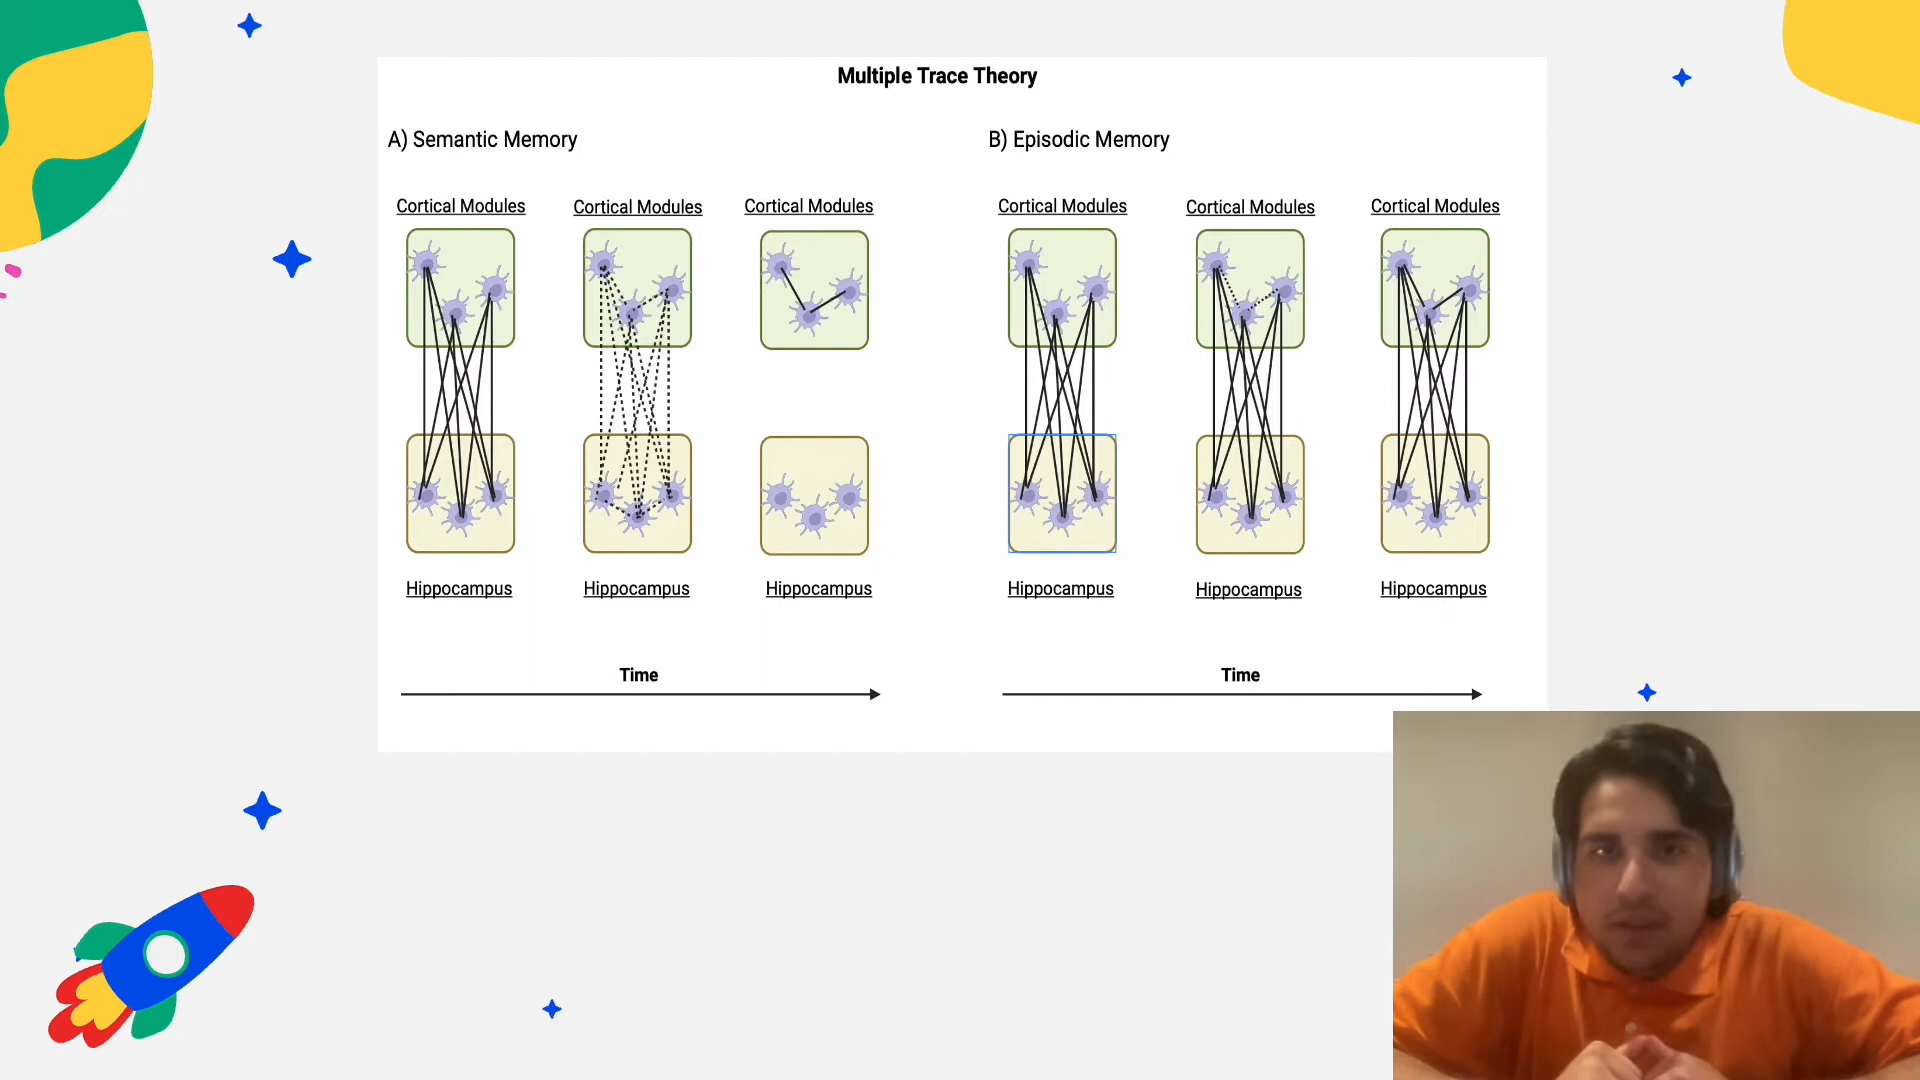 Multiple Trace Theory
A) Semantic Memory
B) Episodic Memory
Cortical Modules
Cortical Modules
Cortical Modules
Cortical Modules
Cortical Modules
Cortical Modules
Hippocampus
Hippocampus
Hippocampus
Hippocampus
Hippocampus
Hippocampus
Time
Time